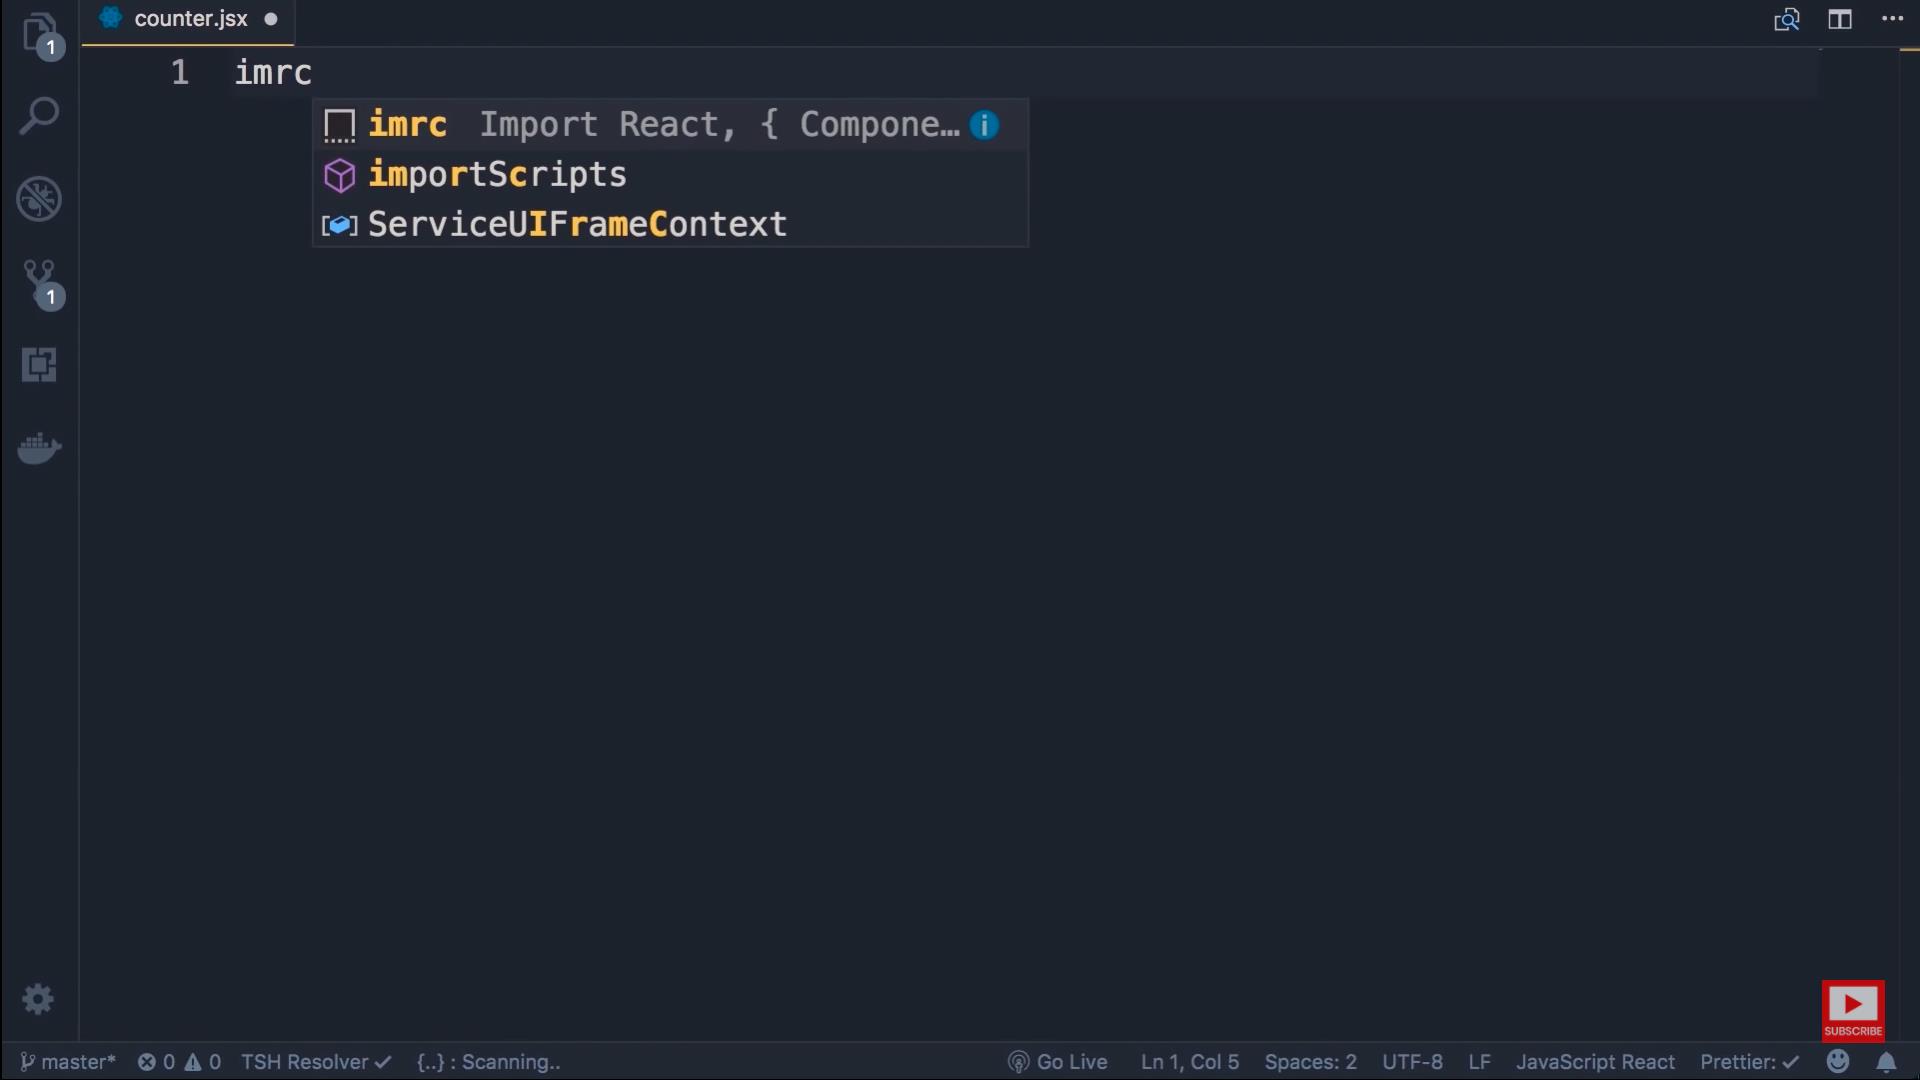 counter.jsx
1
1 imrc
imrc Import React, { Compone…
importScripts
ServiceUIFrameContext
1
SUBSCRIBE
master* 0 0 TSH Resolver {..} : Scanning.. Go Live Ln 1, Col 5 Spaces: 2 UTF-8 LF JavaScript React Prettier: